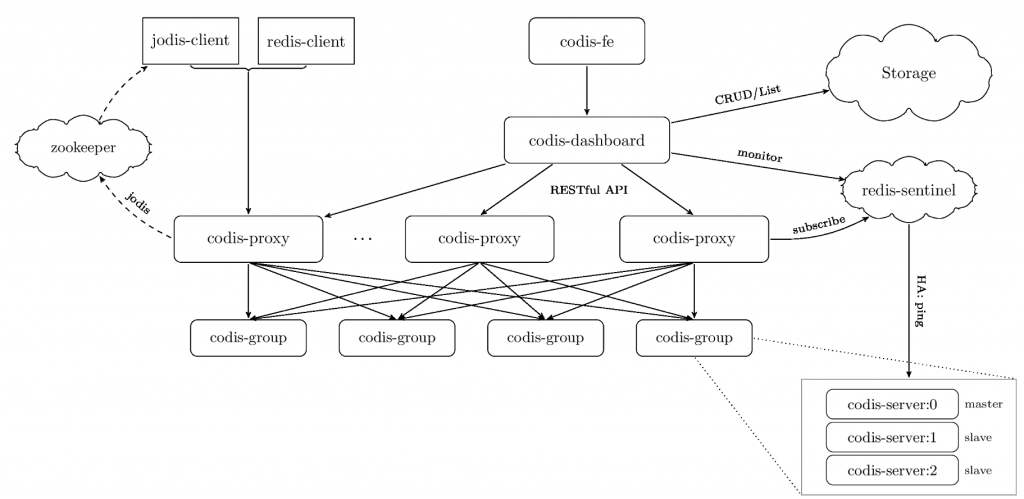 jodis-client
redis-client
codis-fe
Storage
CRUD/List
codis-dashboard
zookeeper
monitor
RESTful API
redis-sentinel
jodis
subscribe
codis-proxy
...
codis-proxy
codis-proxy
HA: ping
codis-group
codis-group
codis-group
codis-group
codis-server:0 master
codis-server:1 slave
codis-server:2 slave